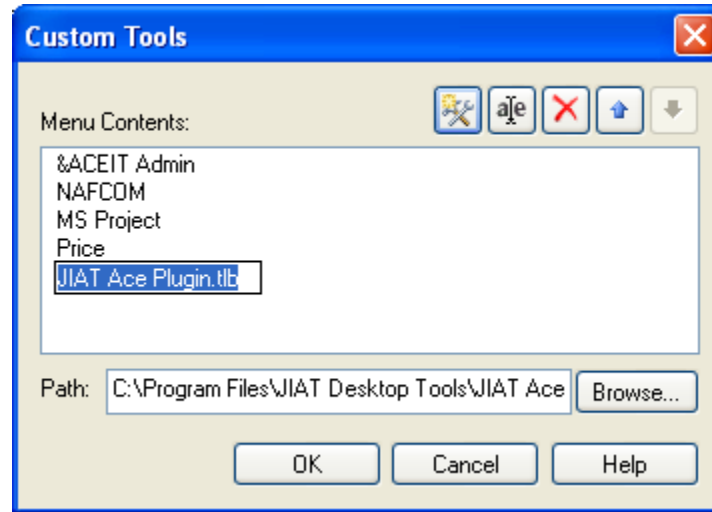 Custom Tools
Menu Contents:
aʃe
&ACEIT Admin
NAFCOM
MS Project
Price
JIAT Ace Plugin.tlb
Path: C:\Program Files\JIAT Desktop Tools\JIAT Ace Browse...
OK Cancel Help